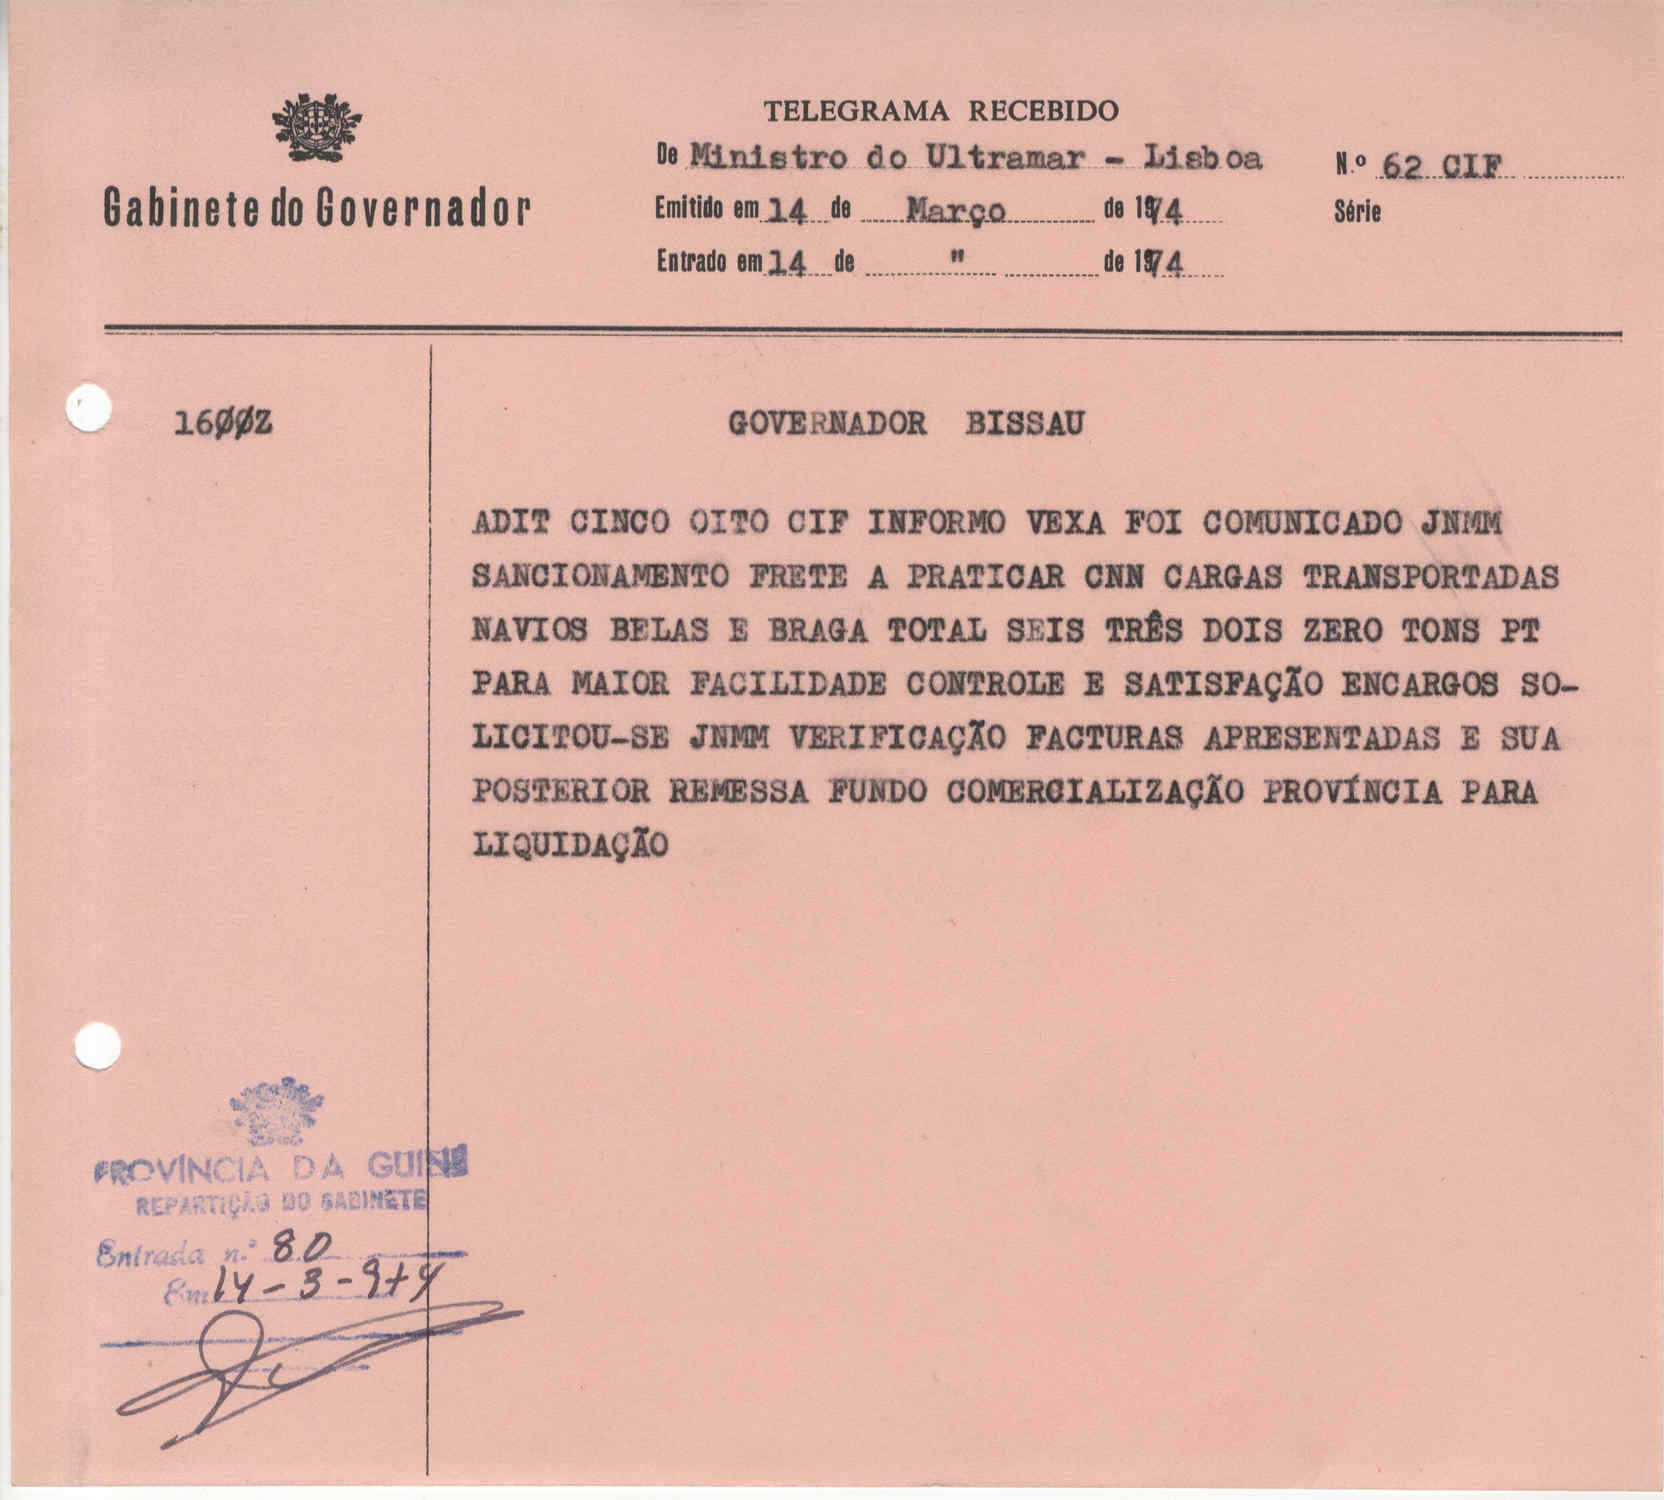 TELEGRAMA RECEBIDO
De Ministro do Ultramar - Lisboa
N.º 62 CIF
Gabinete do Governador
Emitido em 14 de Março de 1974
Série
Entrado em 14 de " de 1974
16ØØZ
GOVERNADOR BISSAU
ADIT CINCO OITO CIF INFORMO VEXA FOI COMUNICADO JNMM
SANCIONAMENTO FRETE A PRATICAR CNN CARGAS TRANSPORTADAS
NAVIOS BELAS E BRAGA TOTAL SEIS TRÊS DOIS ZERO TONS PT
PARA MAIOR FACILIDADE CONTROLE E SATISFAÇÃO ENCARGOS SO-
LICITOU-SE JNMM VERIFICAÇÃO FACTURAS APRESENTADAS E SUA
POSTERIOR REMESSA FUNDO COMERCIALIZAÇÃO PROVÍNCIA PARA
LIQUIDAÇÃO
PROVÍNCIA DA GUINÉ
REPARTIÇÃO DO GABINETE
Entrada n.º 80
Em 14-3-974